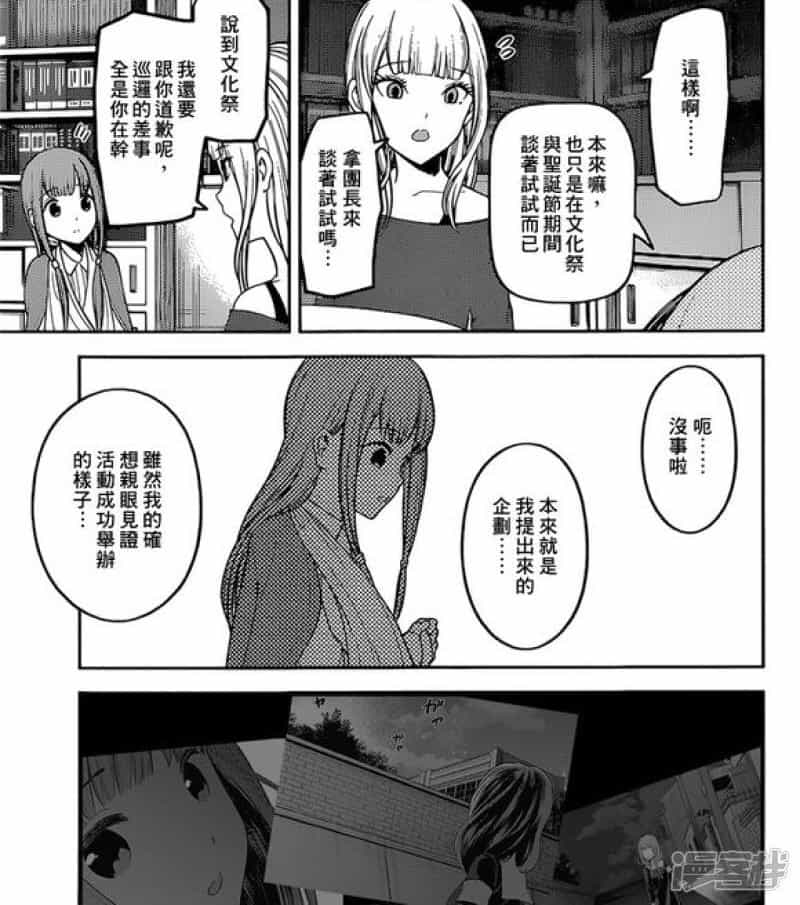 這樣啊……
本來嘛，
也只是在文化祭
與聖誕節期間
談著試試而已
拿團長來
談著試試嗎…
說到文化祭
我還要
跟你道歉呢，
巡邏的差事
全是你在幹
呃……
沒事啦
本來就是
我提出來的
企劃……
雖然我的確
想親眼見證
活動成功舉辦
的樣子…
ガ
ガ
漫客栈